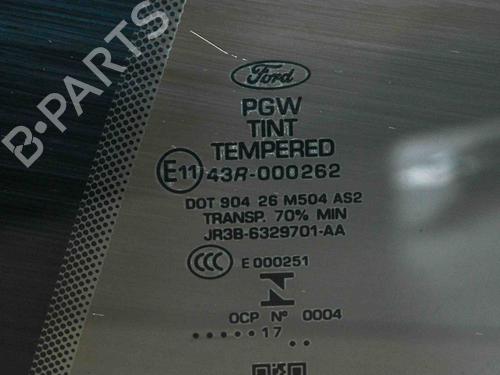 B-PARTS
Ford
PGW
TINT
TEMPERED
E11 43R-000262
DOT 904 26 M504 AS2
TRANSP. 70% MIN
JR3B-6329701-AA
CCC E 000251
N
OCP Nº 0004
.....17..
..